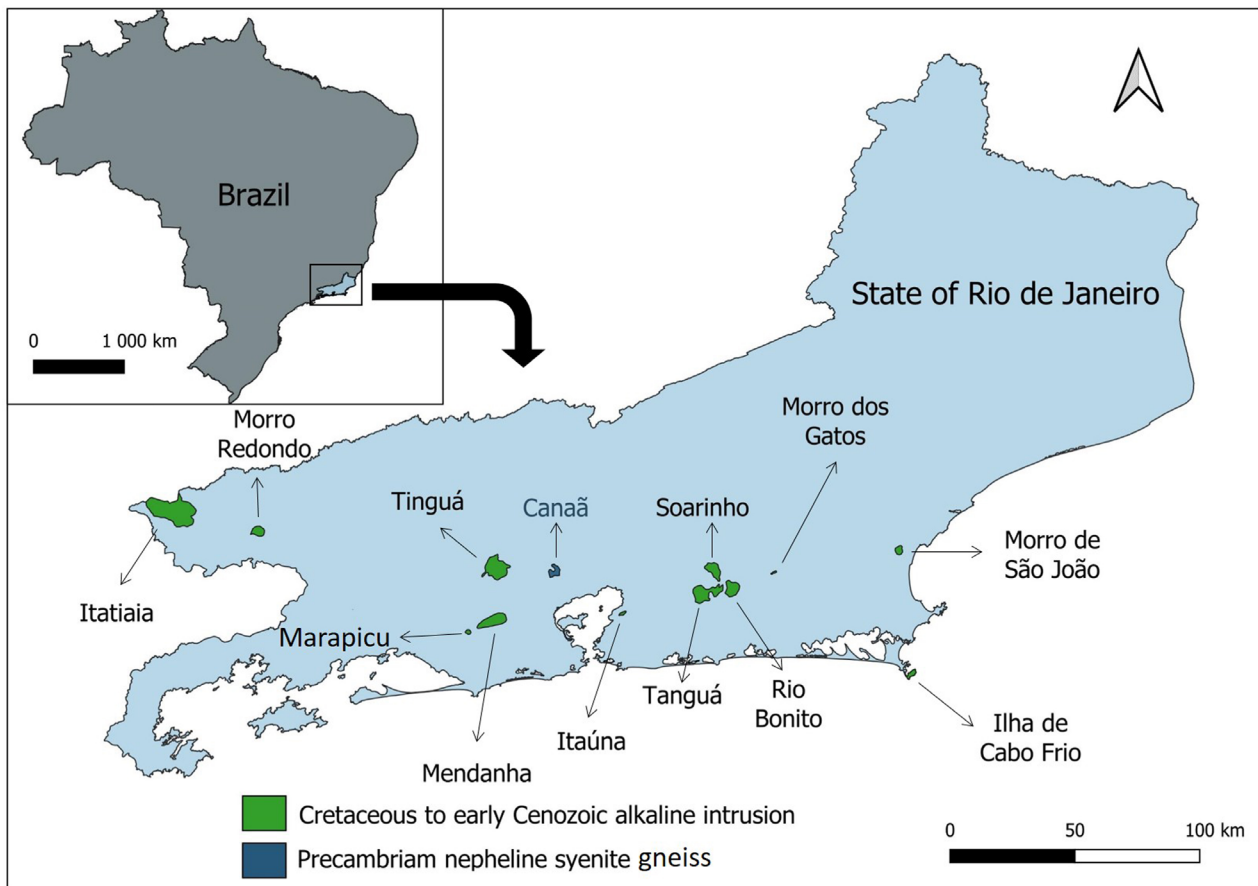 Brazil
0 1 000 km
State of Rio de Janeiro
Morro
Redondo
Morro dos
Gatos
Tinguá
Canaã
Soarinho
Morro de
São João
Itatiaia
Marapicu
Tanguá
Rio
Bonito
Itaúna
Ilha de
Cabo Frio
Mendanha
Cretaceous to early Cenozoic alkaline intrusion
Precambriam nepheline syenite gneiss
0 50 100 km